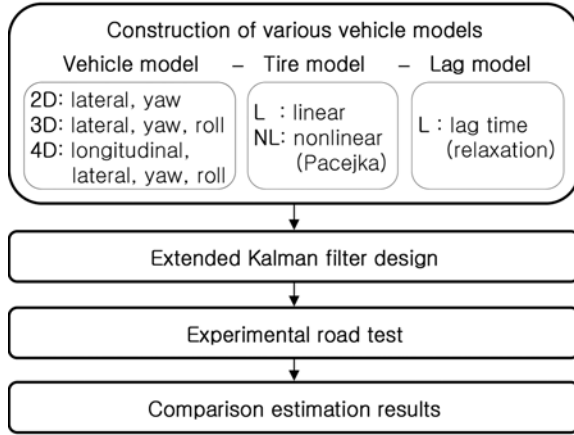 Construction of various vehicle models
Vehicle model – Tire model – Lag model
2D: lateral, yaw
3D: lateral, yaw, roll
4D: longitudinal,
lateral, yaw, roll
L : linear
NL: nonlinear
(Pacejka)
L : lag time
(relaxation)
Extended Kalman filter design
Experimental road test
Comparison estimation results